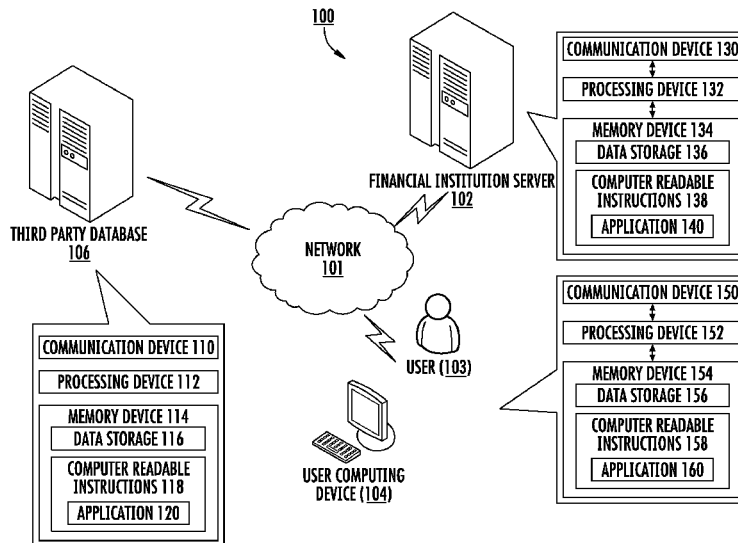 100
COMMUNICATION DEVICE 130
PROCESSING DEVICE 132
MEMORY DEVICE 134
DATA STORAGE 136
COMPUTER READABLE
INSTRUCTIONS 138
APPLICATION 140
FINANCIAL INSTITUTION SERVER
102
THIRD PARTY DATABASE
106
NETWORK
101
COMMUNICATION DEVICE 150
PROCESSING DEVICE 152
MEMORY DEVICE 154
DATA STORAGE 156
COMPUTER READABLE
INSTRUCTIONS 158
APPLICATION 160
USER (103)
COMMUNICATION DEVICE 110
PROCESSING DEVICE 112
MEMORY DEVICE 114
DATA STORAGE 116
COMPUTER READABLE
INSTRUCTIONS 118
APPLICATION 120
USER COMPUTING
DEVICE (104)